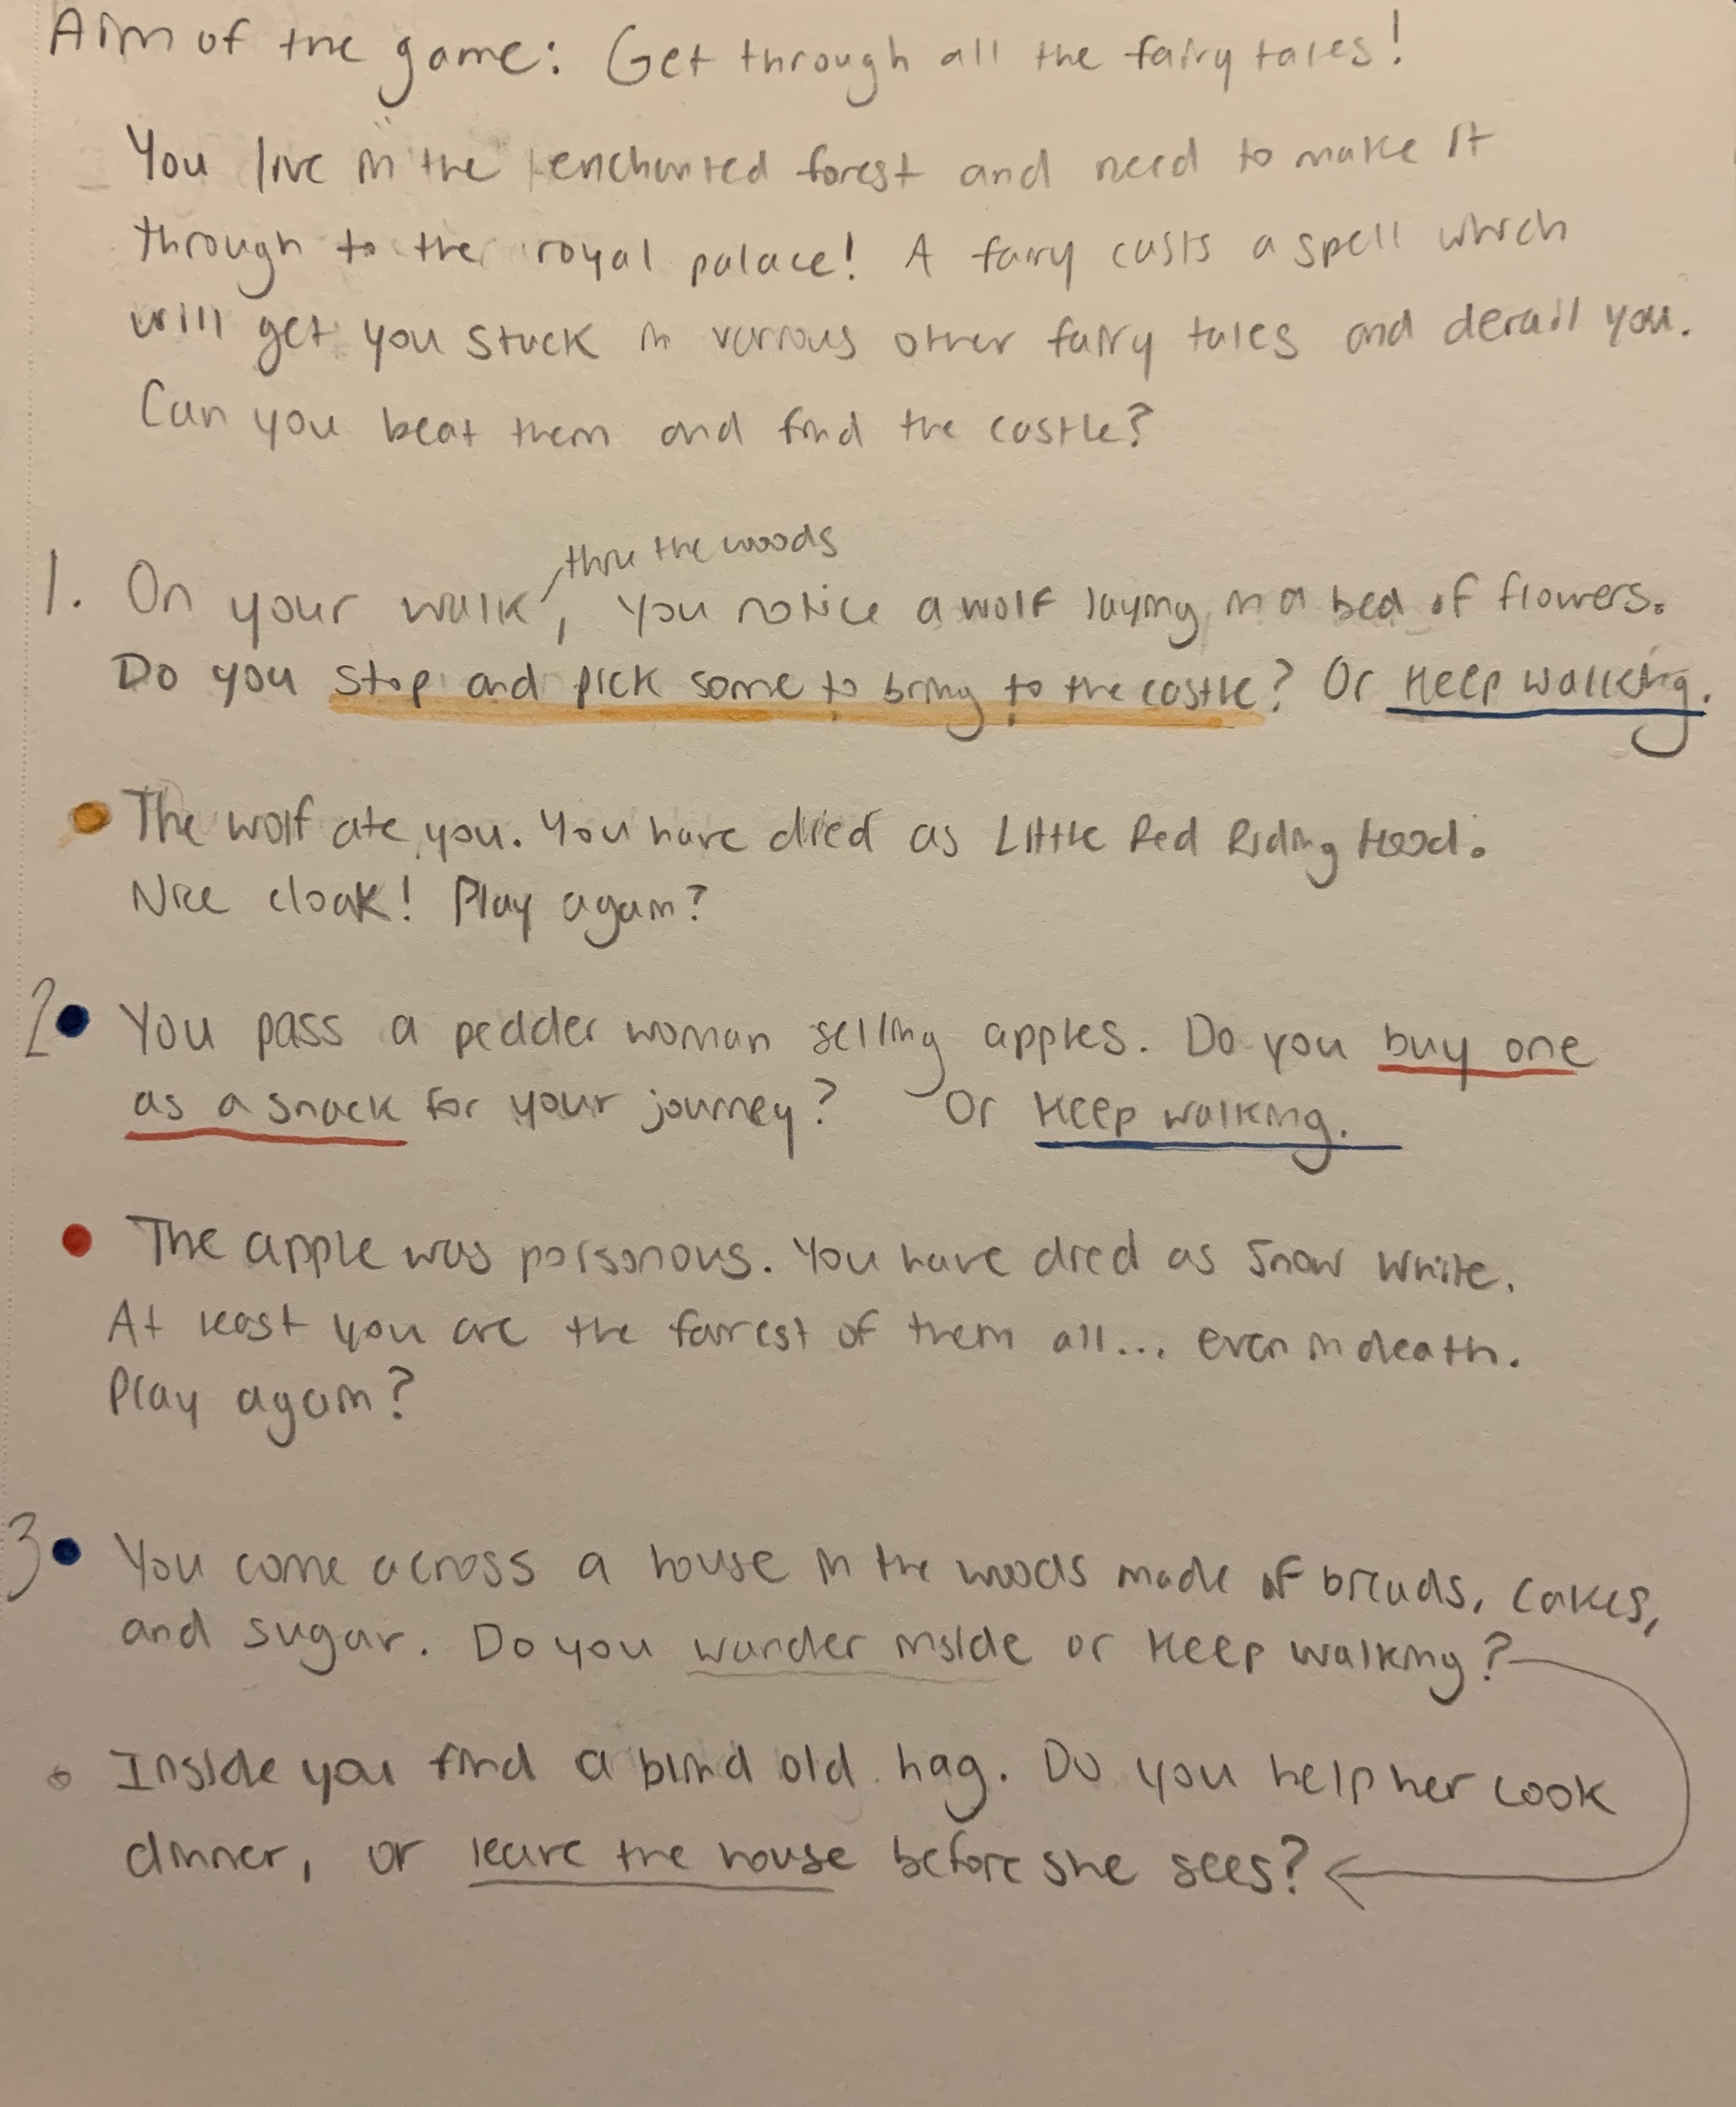 Aim of the game: Get through all the fairy tales!
You live in the enchanted forest and need to make it
through to the royal palace! A fairy casts a spell which
will get you stuck in various other fairy tales and derail you.
Can you beat them and find the castle?
thru the woods
1. On your walk, you notice a wolf laying in a bed of flowers.
Do you stop and pick some to bring to the castle? Or keep walking.
The wolf ate you. You have died as Little Red Riding Hood.
Nice cloak! Play again?
2 You pass a pedder woman selling apples. Do you buy one
as a snack for your journey? Or keep walking.
The apple was poisonous. You have died as Snow White.
At least you are the fairest of them all... even in death.
Play again?
3 You come across a house in the woods made of breads, cakes,
and sugar. Do you wander inside or keep walking?
Inside you find a blind old hag. Do you help her cook
dinner, or leave the house before she sees?